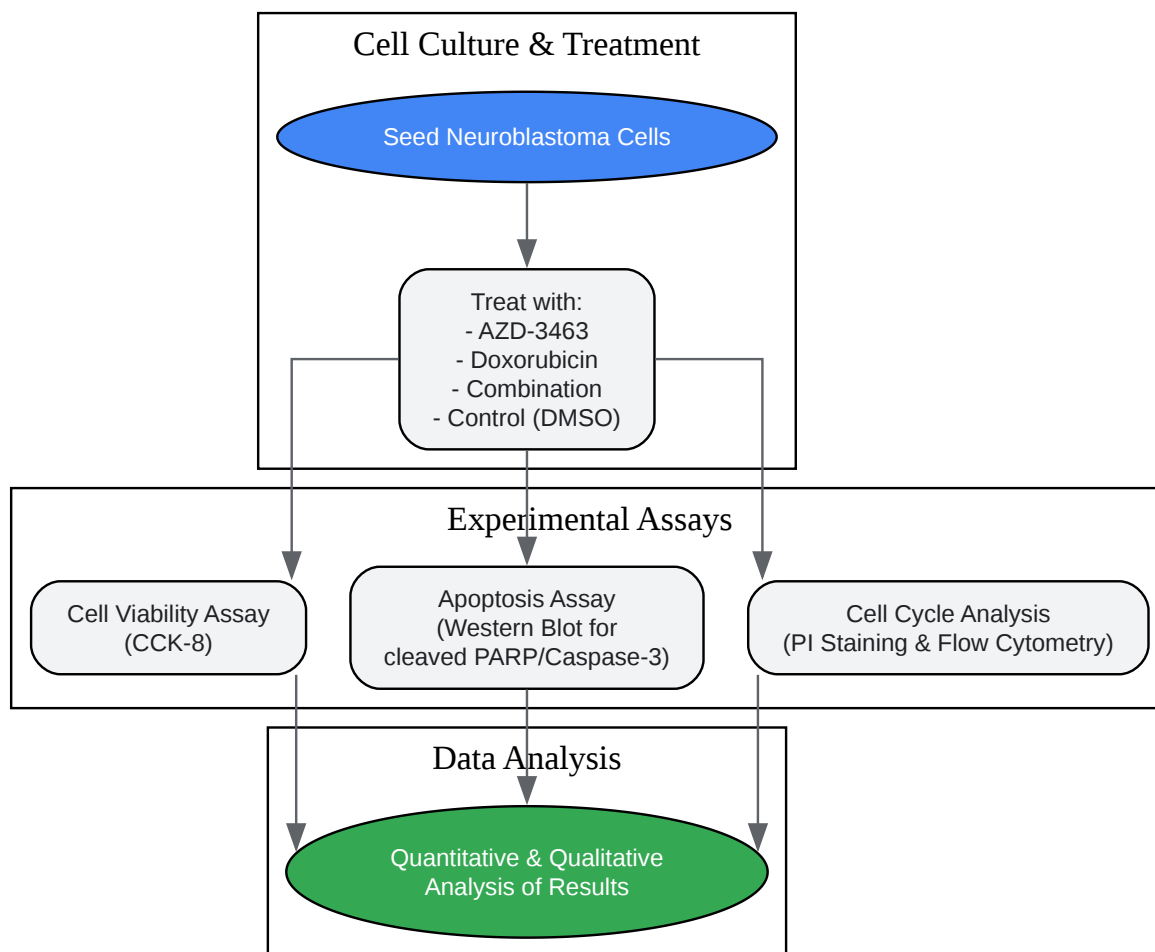 Cell Culture & Treatment
Seed Neuroblastoma Cells
Treat with:
- AZD-3463
- Doxorubicin
- Combination
- Control (DMSO)
Experimental Assays
Cell Viability Assay
(CCK-8)
Apoptosis Assay
(Western Blot for
cleaved PARP/Caspase-3)
Cell Cycle Analysis
(PI Staining & Flow Cytometry)
Data Analysis
Quantitative & Qualitative
Analysis of Results